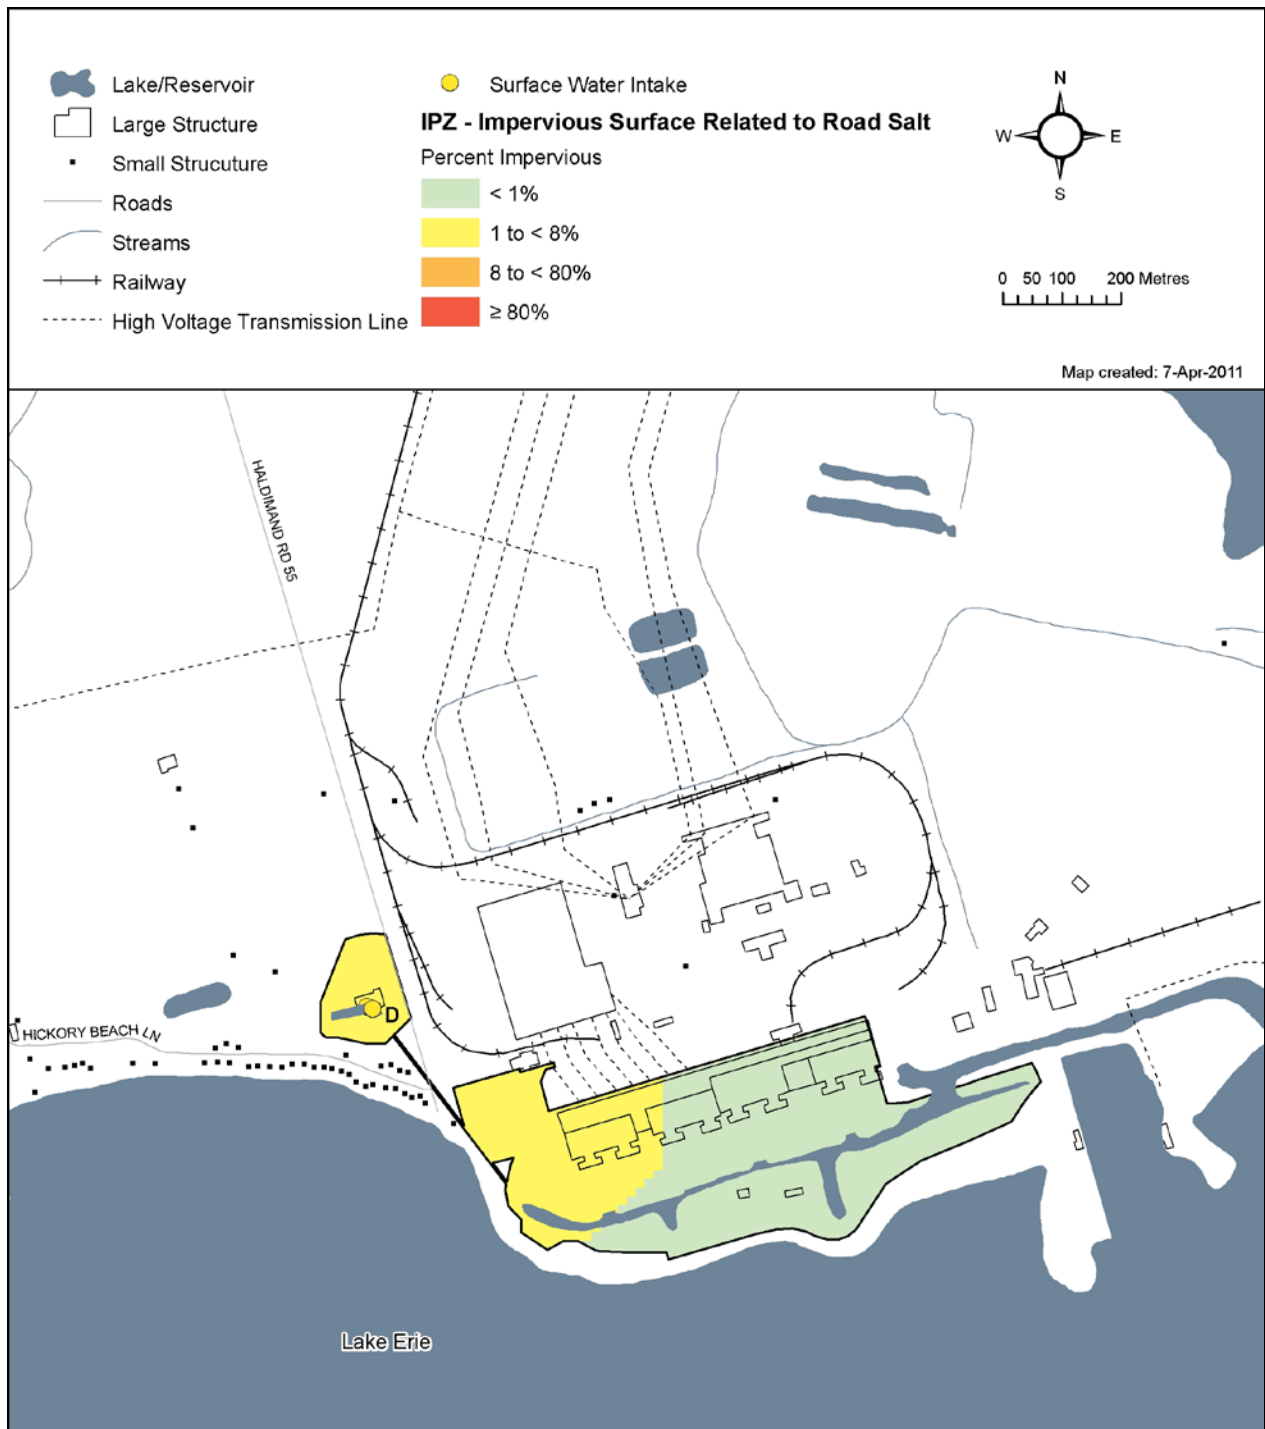 Lake/Reservoir
Large Structure
Small Strucuture
Roads
Streams
Railway
High Voltage Transmission Line
Surface Water Intake
IPZ - Impervious Surface Related to Road Salt
Percent Impervious
< 1%
1 to < 8%
8 to < 80%
≥ 80%
N
W E
S
0 50 100 200 Metres
Map created: 7-Apr-2011
HALDIMAND RD 55
D
HICKORY BEACH LN
Lake Erie